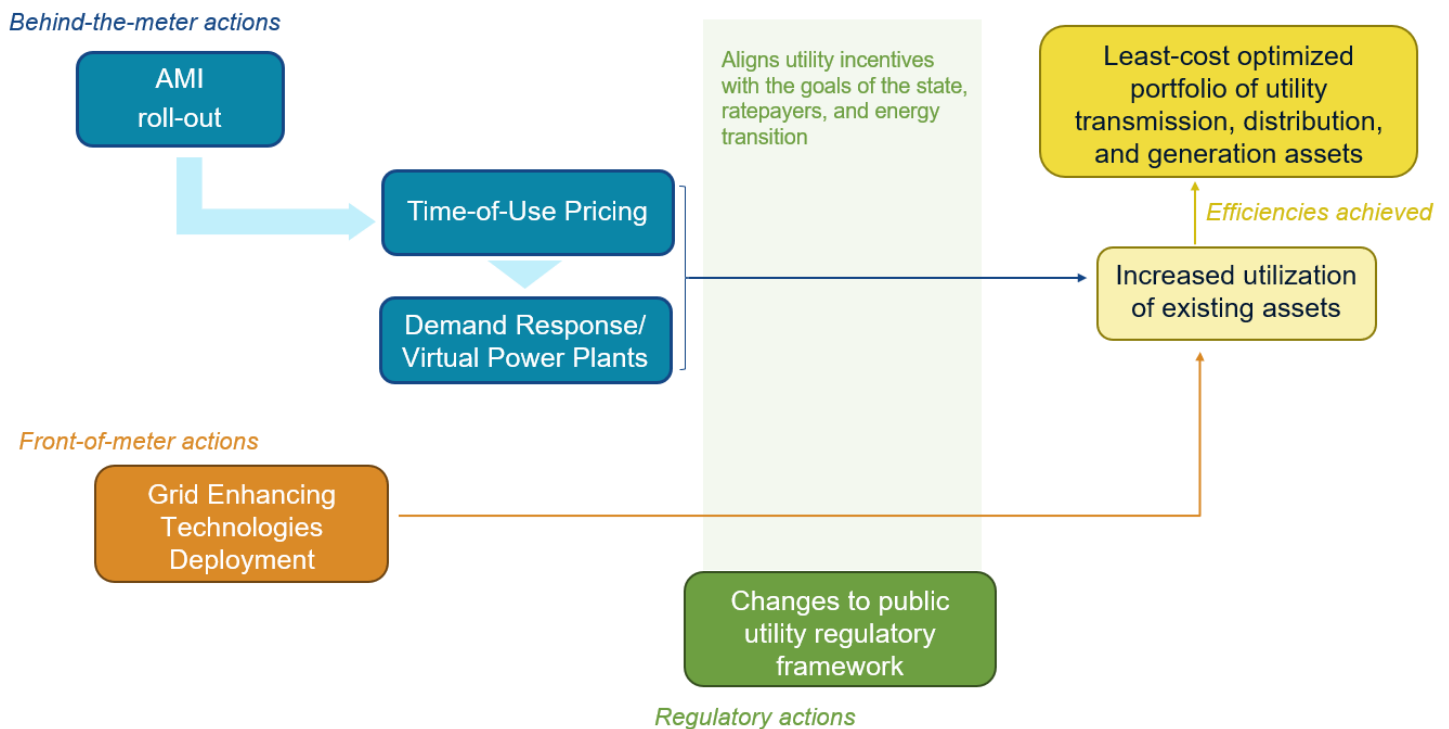 Behind-the-meter actions
AMI
roll-out
Time-of-Use Pricing
Demand Response/
Virtual Power Plants
Aligns utility incentives
with the goals of the state,
ratepayers, and energy
transition
Least-cost optimized
portfolio of utility
transmission, distribution,
and generation assets
Efficiencies achieved
Increased utilization
of existing assets
Front-of-meter actions
Grid Enhancing
Technologies
Deployment
Changes to public
utility regulatory
framework
Regulatory actions